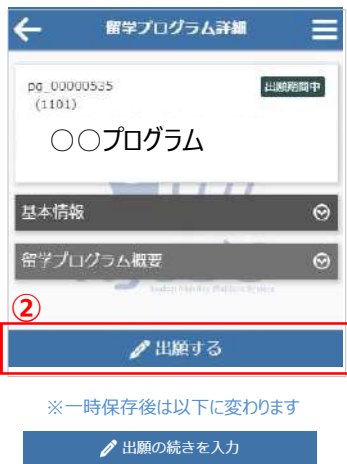 留学プログラム詳細
pg_00000535
出願期間中
(1101)
○○プログラム
基本情報
留学プログラム概要
②
出願する
※一時保存後は以下に変わります
出願の続きを入力